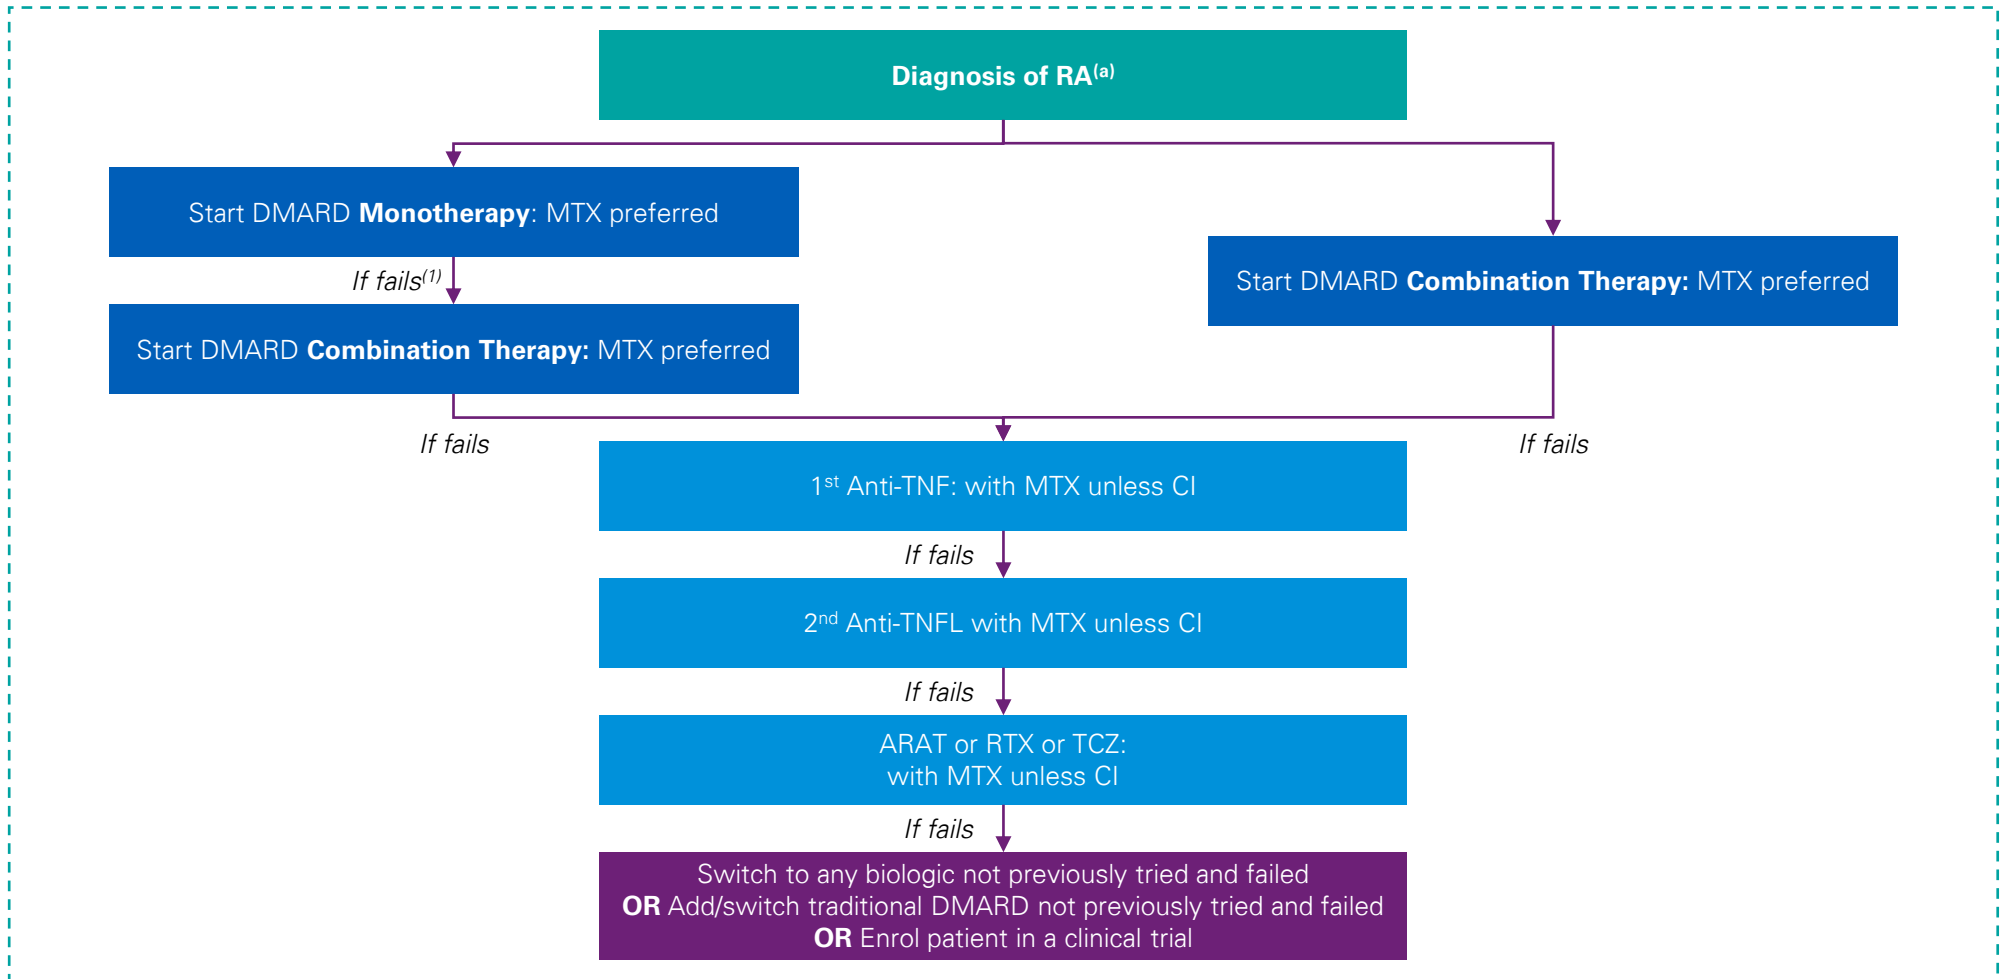 Diagnosis of RA(a)
Start DMARD Monotherapy: MTX preferred
If fails(1)
Start DMARD Combination Therapy: MTX preferred
Start DMARD Combination Therapy: MTX preferred
If fails
If fails
1st Anti-TNF: with MTX unless CI
If fails
2nd Anti-TNFL with MTX unless CI
If fails
ARAT or RTX or TCZ:
with MTX unless CI
If fails
Switch to any biologic not previously tried and failed
OR Add/switch traditional DMARD not previously tried and failed
OR Enrol patient in a clinical trial